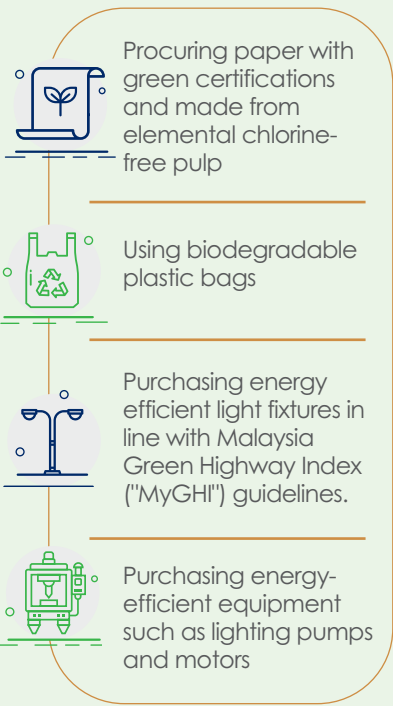 Procuring paper with
green certifications
and made from
elemental chlorine-
free pulp
Using biodegradable
plastic bags
Purchasing energy
efficient light fixtures in
line with Malaysia
Green Highway Index
("MyGHI") guidelines.
Purchasing energy-
efficient equipment
such as lighting pumps
and motors